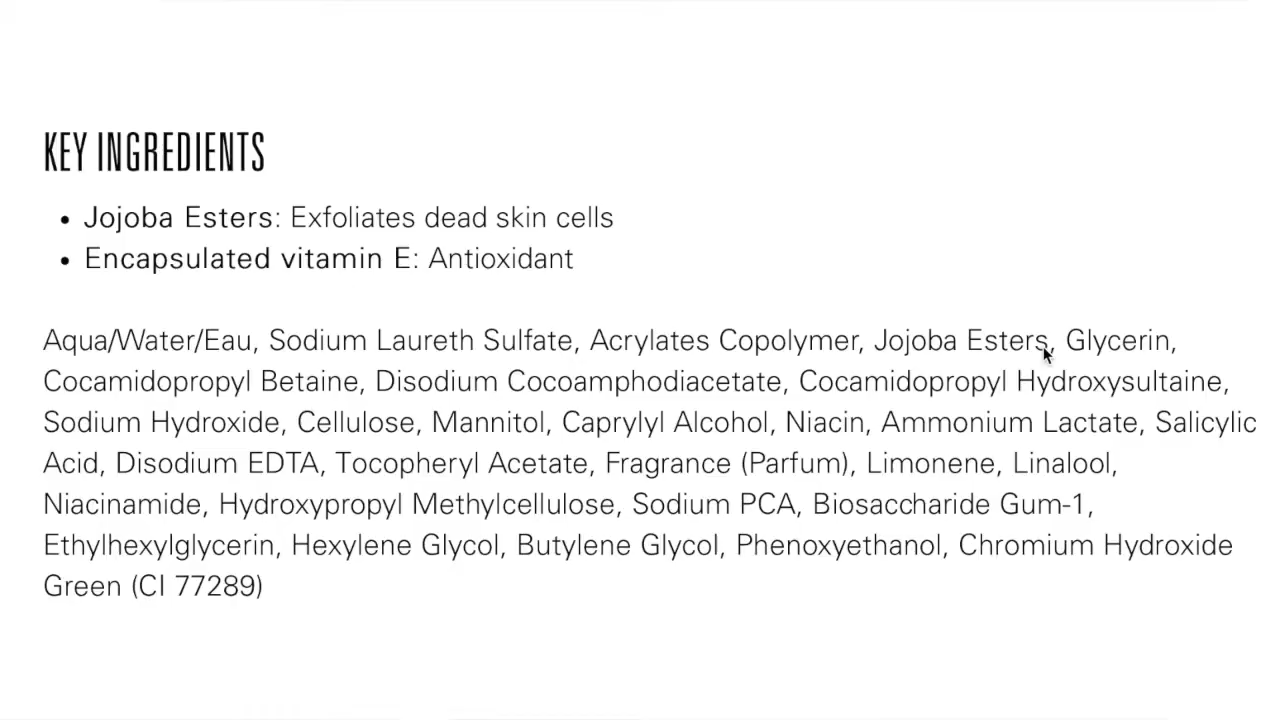 KEY INGREDIENTS
• Jojoba Esters: Exfoliates dead skin cells
• Encapsulated vitamin E: Antioxidant
Aqua/Water/Eau, Sodium Laureth Sulfate, Acrylates Copolymer, Jojoba Esters, Glycerin,
Cocamidopropyl Betaine, Disodium Cocoamphodiacetate, Cocamidopropyl Hydroxysultaine,
Sodium Hydroxide, Cellulose, Mannitol, Caprylyl Alcohol, Niacin, Ammonium Lactate, Salicylic
Acid, Disodium EDTA, Tocopheryl Acetate, Fragrance (Parfum), Limonene, Linalool,
Niacinamide, Hydroxypropyl Methylcellulose, Sodium PCA, Biosaccharide Gum-1,
Ethylhexylglycerin, Hexylene Glycol, Butylene Glycol, Phenoxyethanol, Chromium Hydroxide
Green (CI 77289)